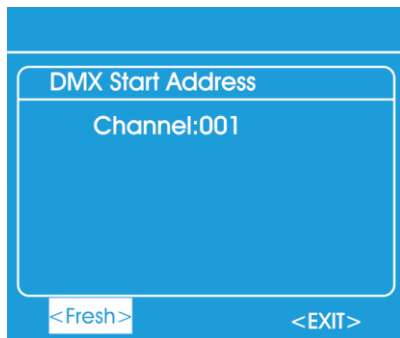 DMX Start Address
Channel:001
<Fresh>
<EXIT>